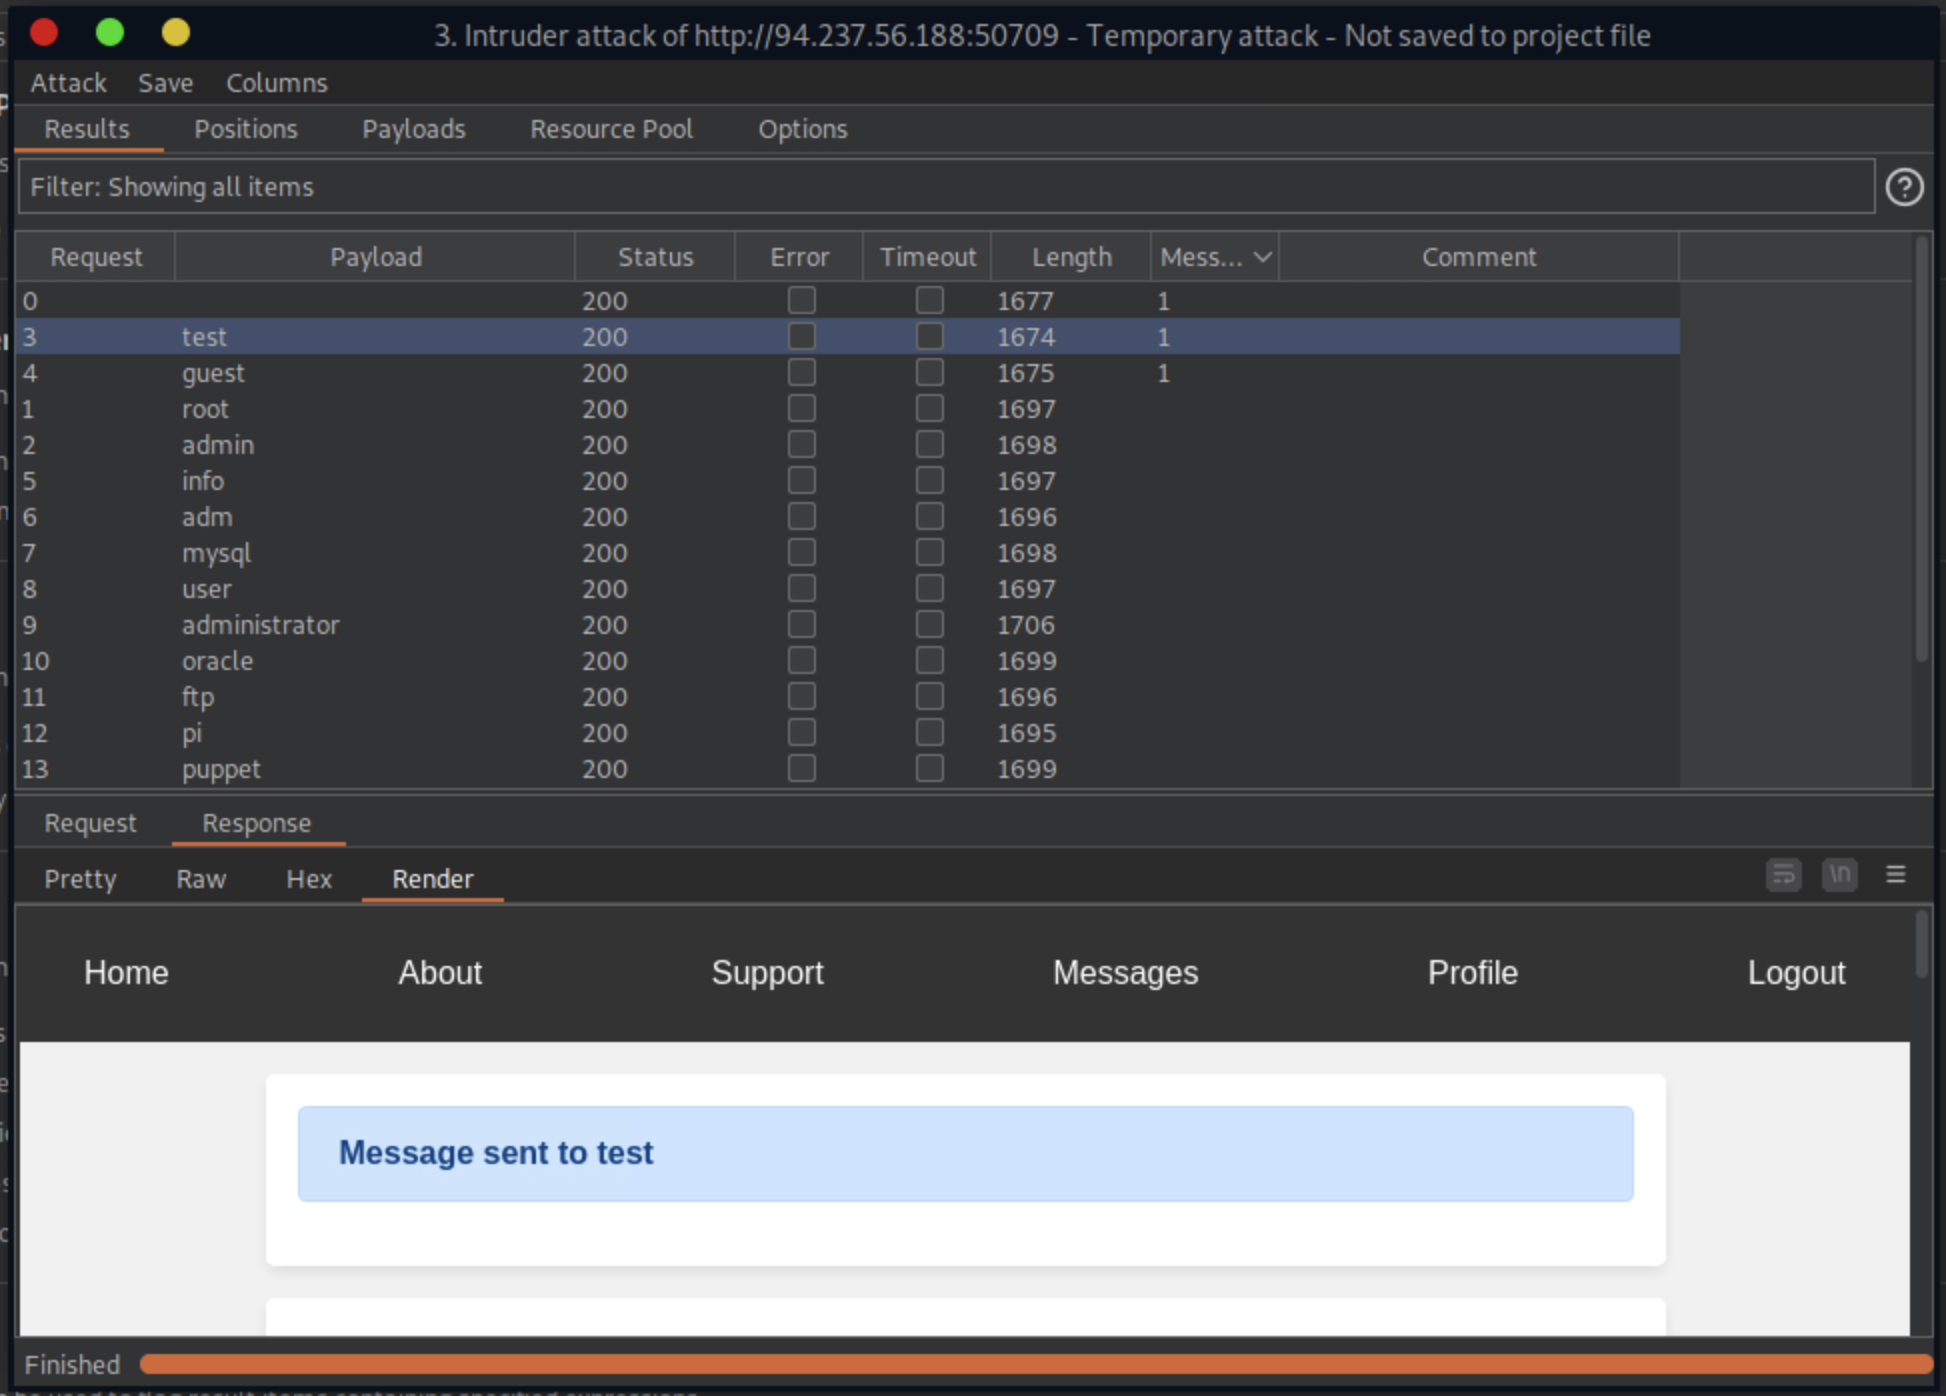 3. Intruder attack of http://94.237.56.188:50709 - Temporary attack - Not saved to project file
Attack Save Columns
Results Positions Payloads Resource Pool Options
Filter: Showing all items
Request Payload Status Error Timeout Length Mess... Comment
0 200 1677 1
3 test 200 1674 1
4 guest 200 1675 1
1 root 200 1697
2 admin 200 1698
5 info 200 1697
6 adm 200 1696
7 mysql 200 1698
8 user 200 1697
9 administrator 200 1706
10 oracle 200 1699
11 ftp 200 1696
12 pi 200 1695
13 puppet 200 1699
Request Response
Pretty Raw Hex Render \n
Home About Support Messages Profile Logout
Message sent to test
Finished